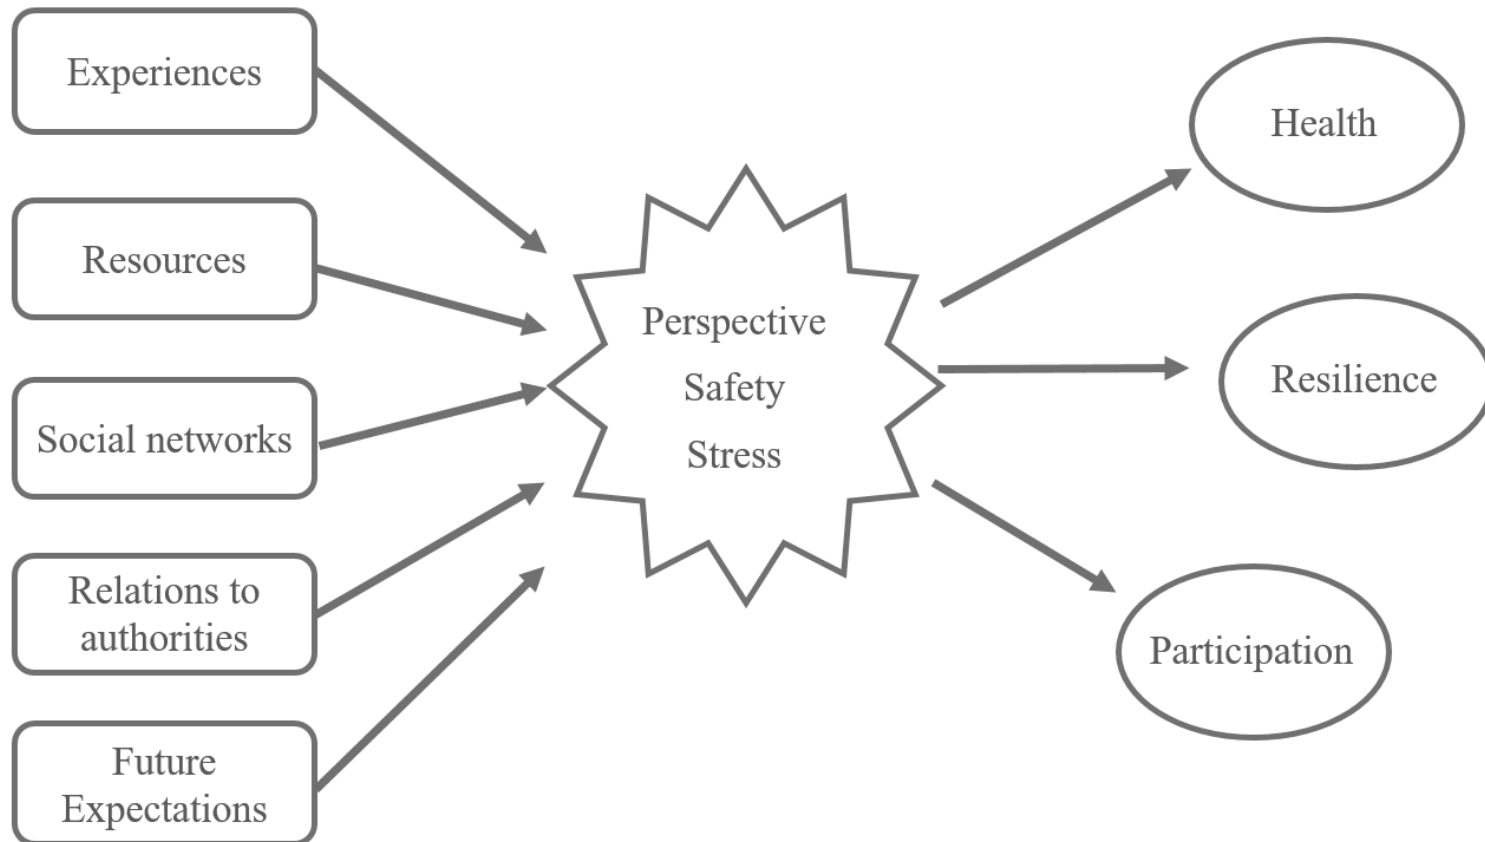 Experiences
Resources
Social networks
Relations to
authorities
Future
Expectations
Perspective
Safety
Stress
Health
Resilience
Participation